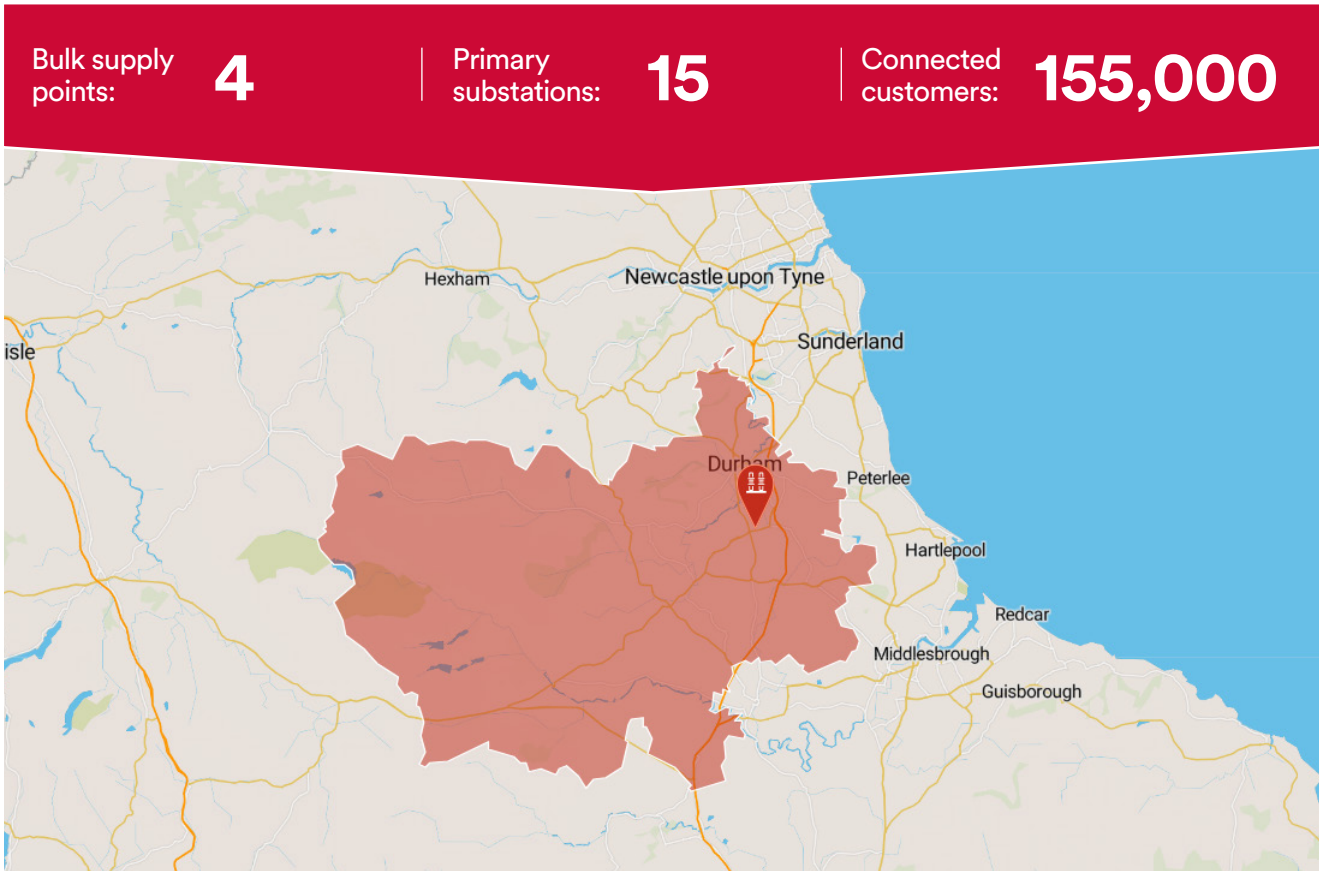 Bulk supply
points:
4
Primary
substations:
15
Connected
customers:
155,000
Hexham
Newcastle upon Tyne
isle
Sunderland
Durham
Peterlee
Hartlepool
Redcar
Middlesbrough
Guisborough